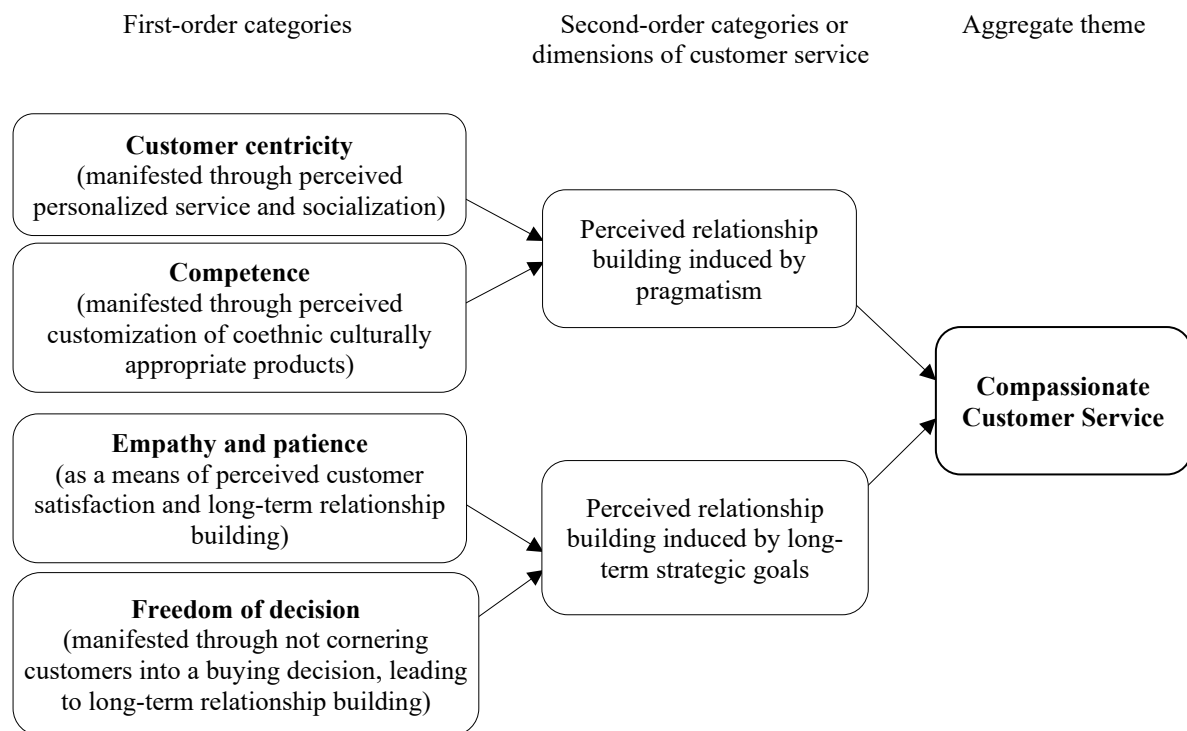 First-order categories
Second-order categories or
dimensions of customer service
Aggregate theme
Customer centricity
(manifested through perceived
personalized service and socialization)
Competence
(manifested through perceived
customization of coethnic culturally
appropriate products)
Empathy and patience
(as a means of perceived customer
satisfaction and long-term relationship
building)
Freedom of decision
(manifested through not cornering
customers into a buying decision, leading
to long-term relationship building)
Perceived relationship
building induced by
pragmatism
Perceived relationship
building induced by long-
term strategic goals
Compassionate
Customer Service